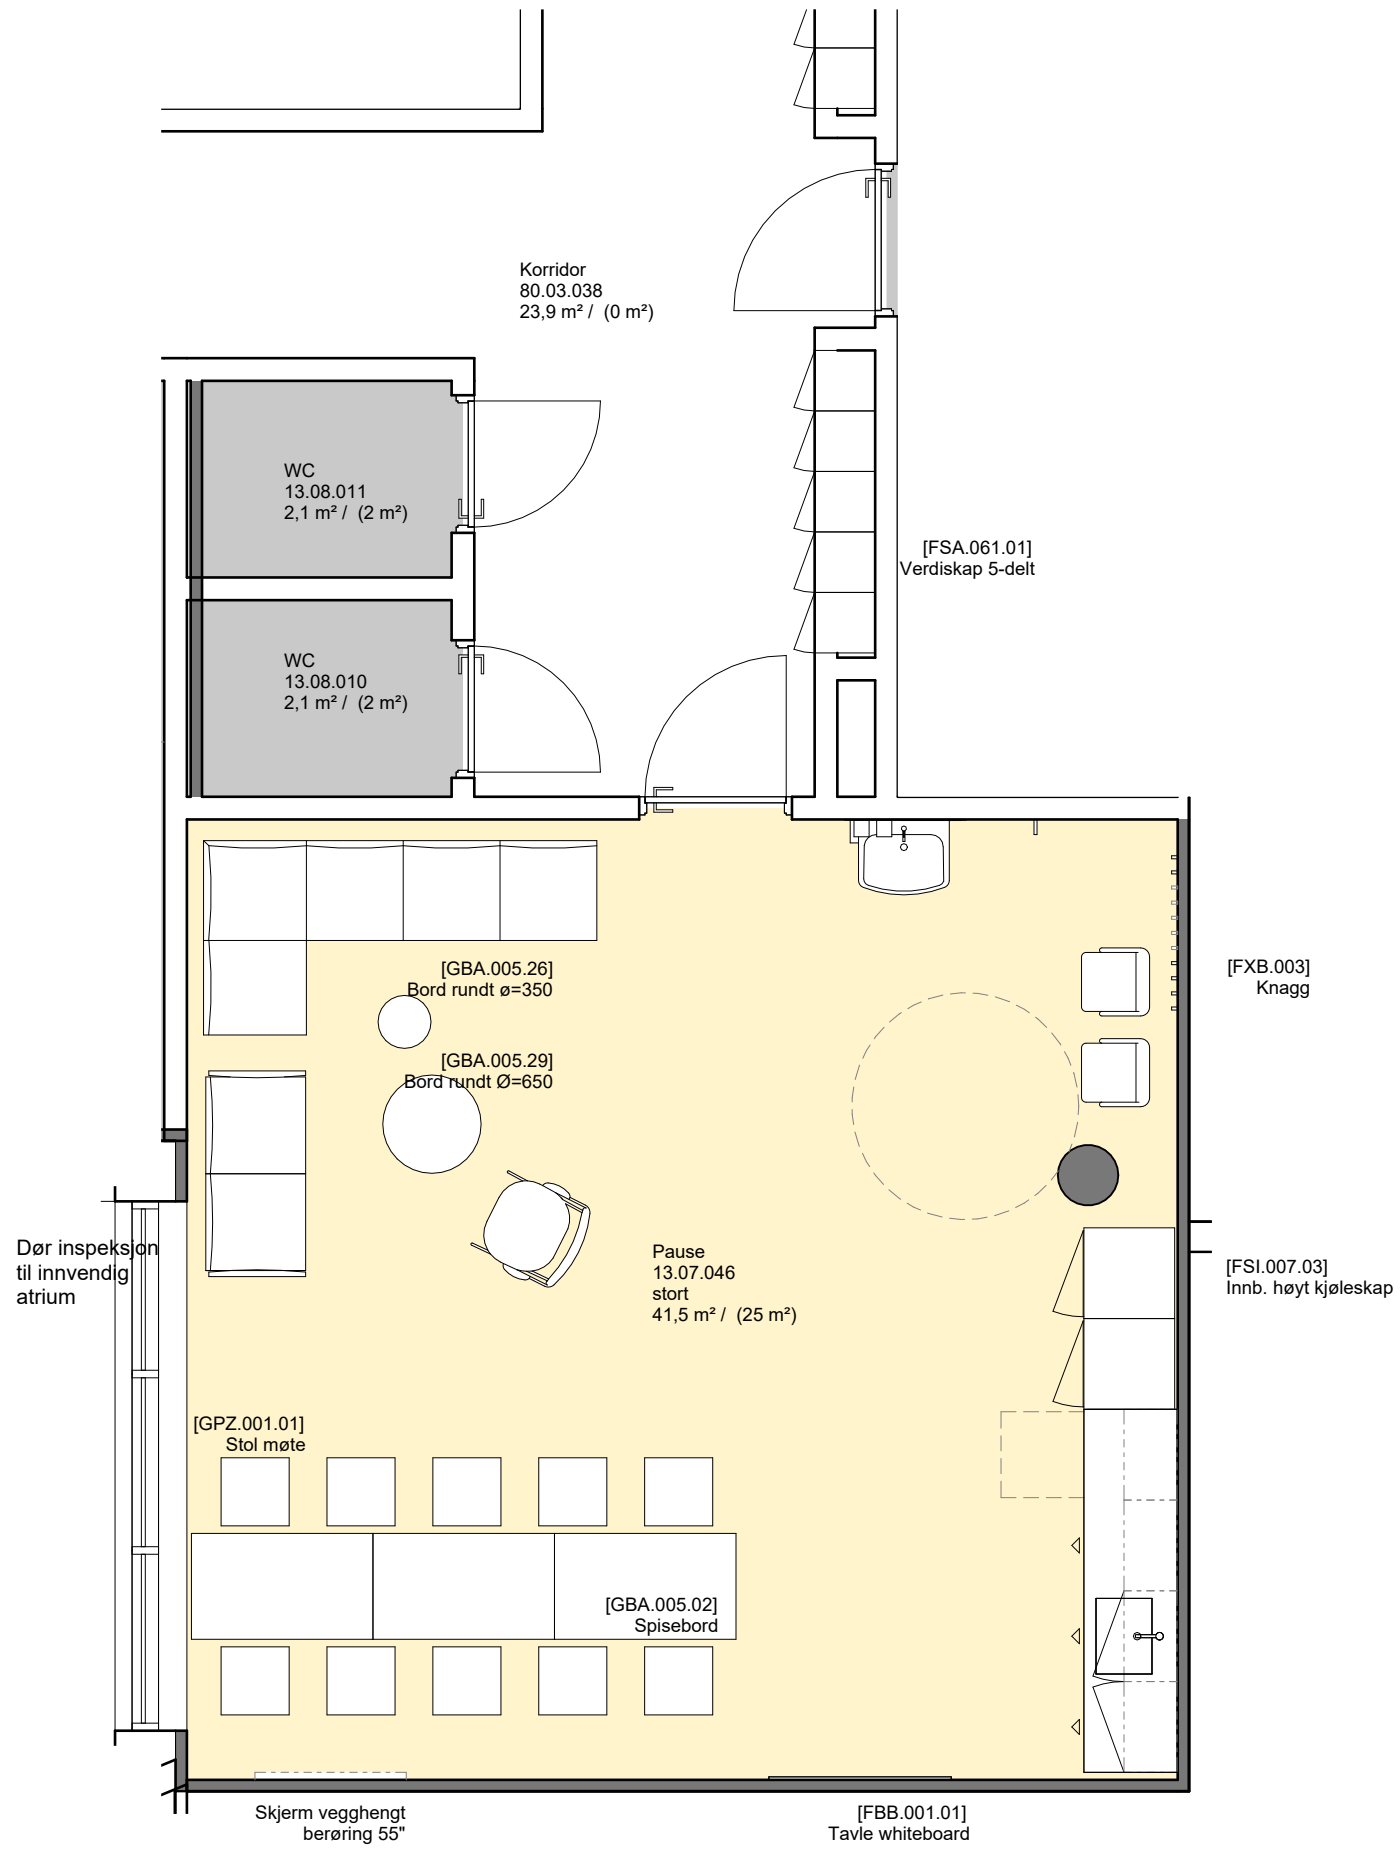 Korridor
80.03.038
23,9 m² / (0 m²)
WC
13.08.011
2,1 m² / (2 m²)
[FSA.061.01]
Verdiskap 5-delt
WC
13.08.010
2,1 m² / (2 m²)
[GBA.005.26]
Bord rundt ø=350
[FXB.003]
Knagg
[GBA.005.29]
Bord rundt Ø=650
Dør inspeksjon
til innvendig
atrium
Pause
13.07.046
stort
41,5 m² / (25 m²)
[FSI.007.03]
Innb. høyt kjøleskap
[GPZ.001.01]
Stol møte
[GBA.005.02]
Spisebord
Skjerm vegghengt
berøring 55"
[FBB.001.01]
Tavle whiteboard